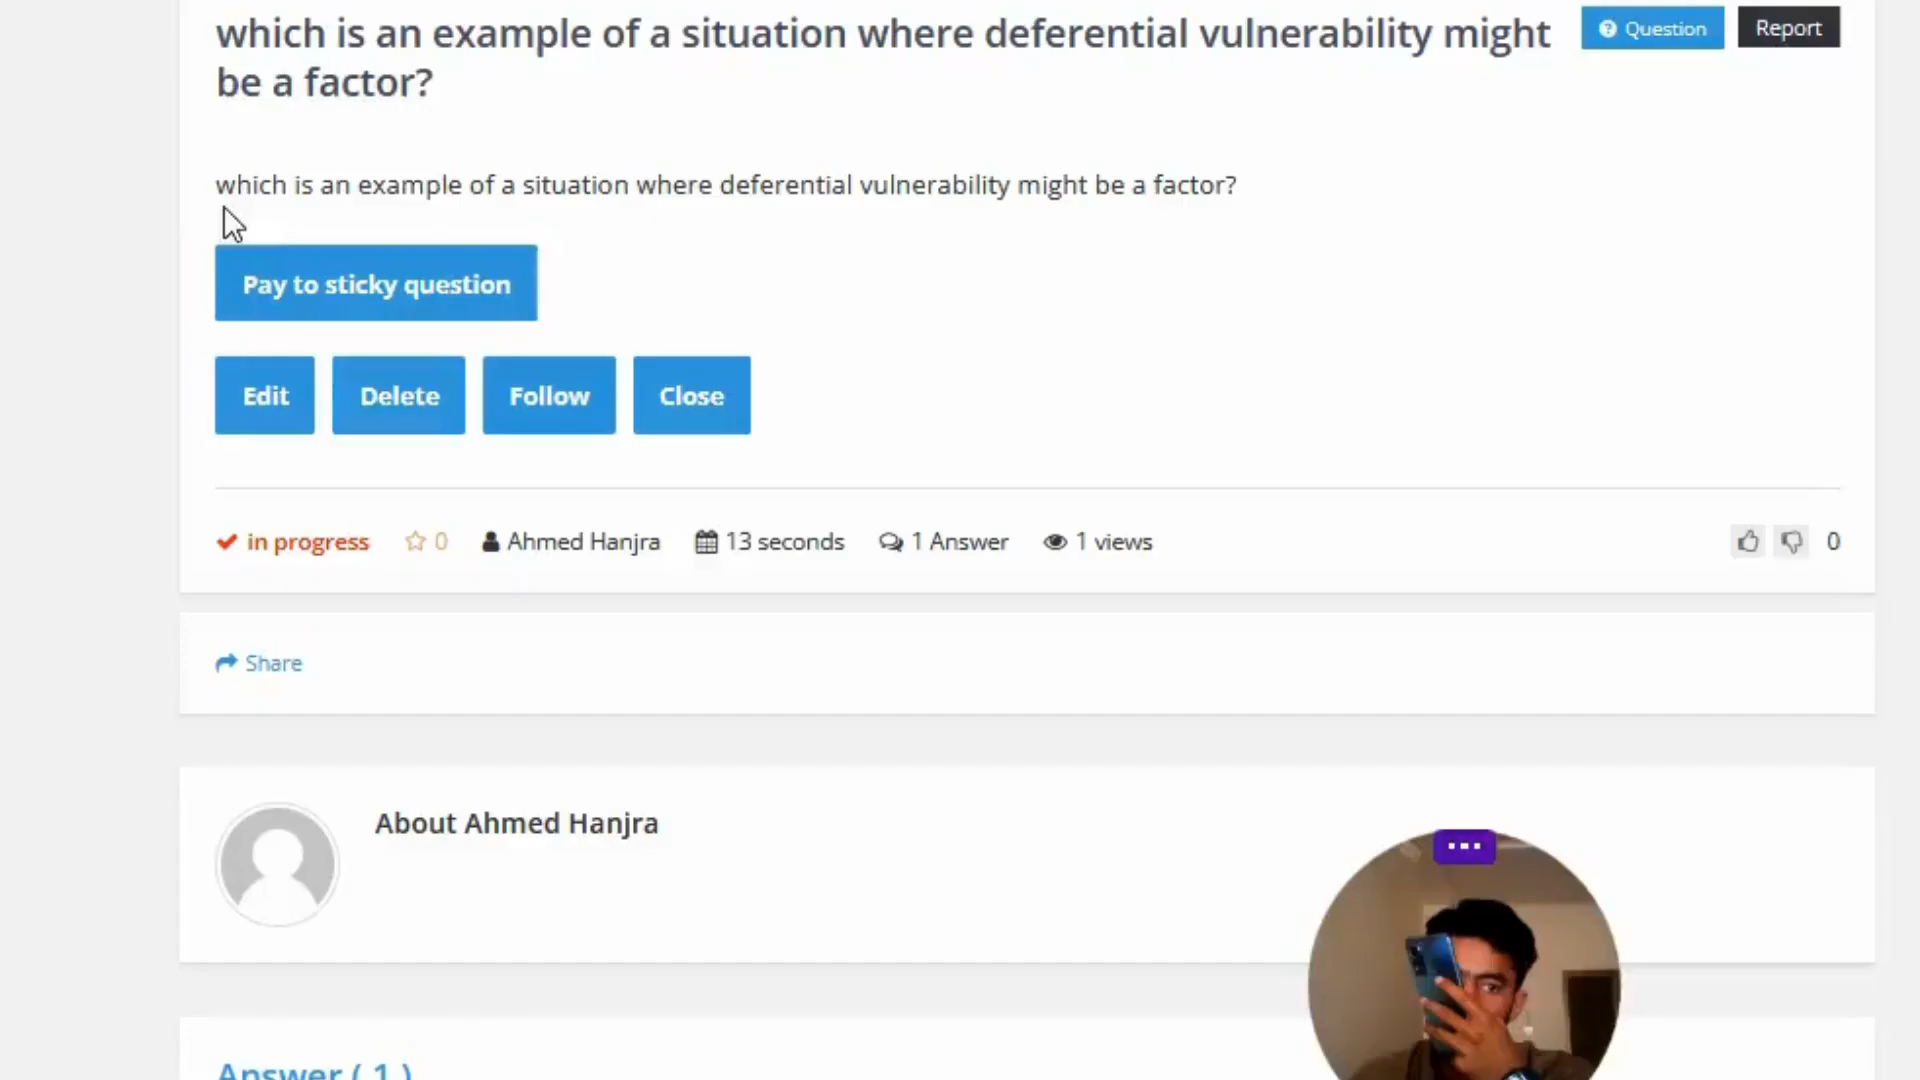 which is an example of a situation where deferential vulnerability might
be a factor?
Question
Report
which is an example of a situation where deferential vulnerability might be a factor?
Pay to sticky question
Edit
Delete
Follow
Close
in progress
0
Ahmed Hanjra
13 seconds
1 Answer
1 views
0
Share
About Ahmed Hanjra
Answer ( 1 )